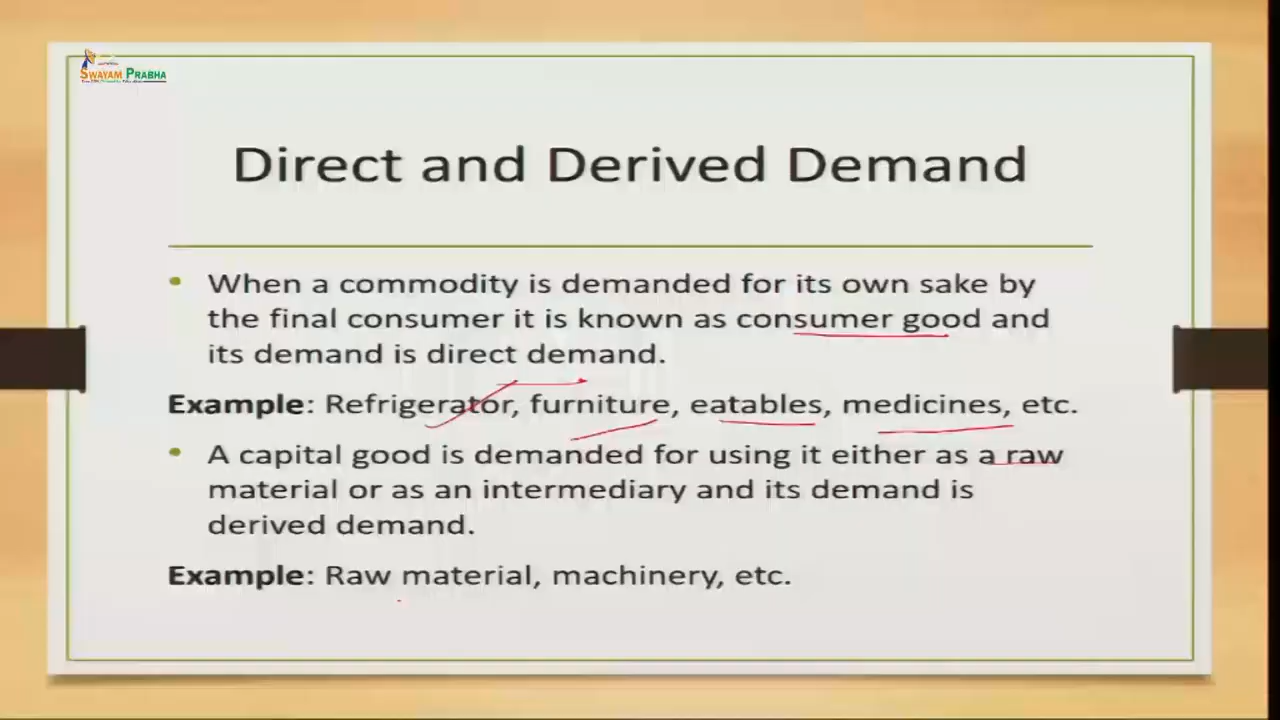 SWAYAM PRABHA
Direct and Derived Demand
• When a commodity is demanded for its own sake by
the final consumer it is known as consumer good and
its demand is direct demand.
Example: Refrigerator, furniture, eatables, medicines, etc.
• A capital good is demanded for using it either as a raw
material or as an intermediary and its demand is
derived demand.
Example: Raw material, machinery, etc.